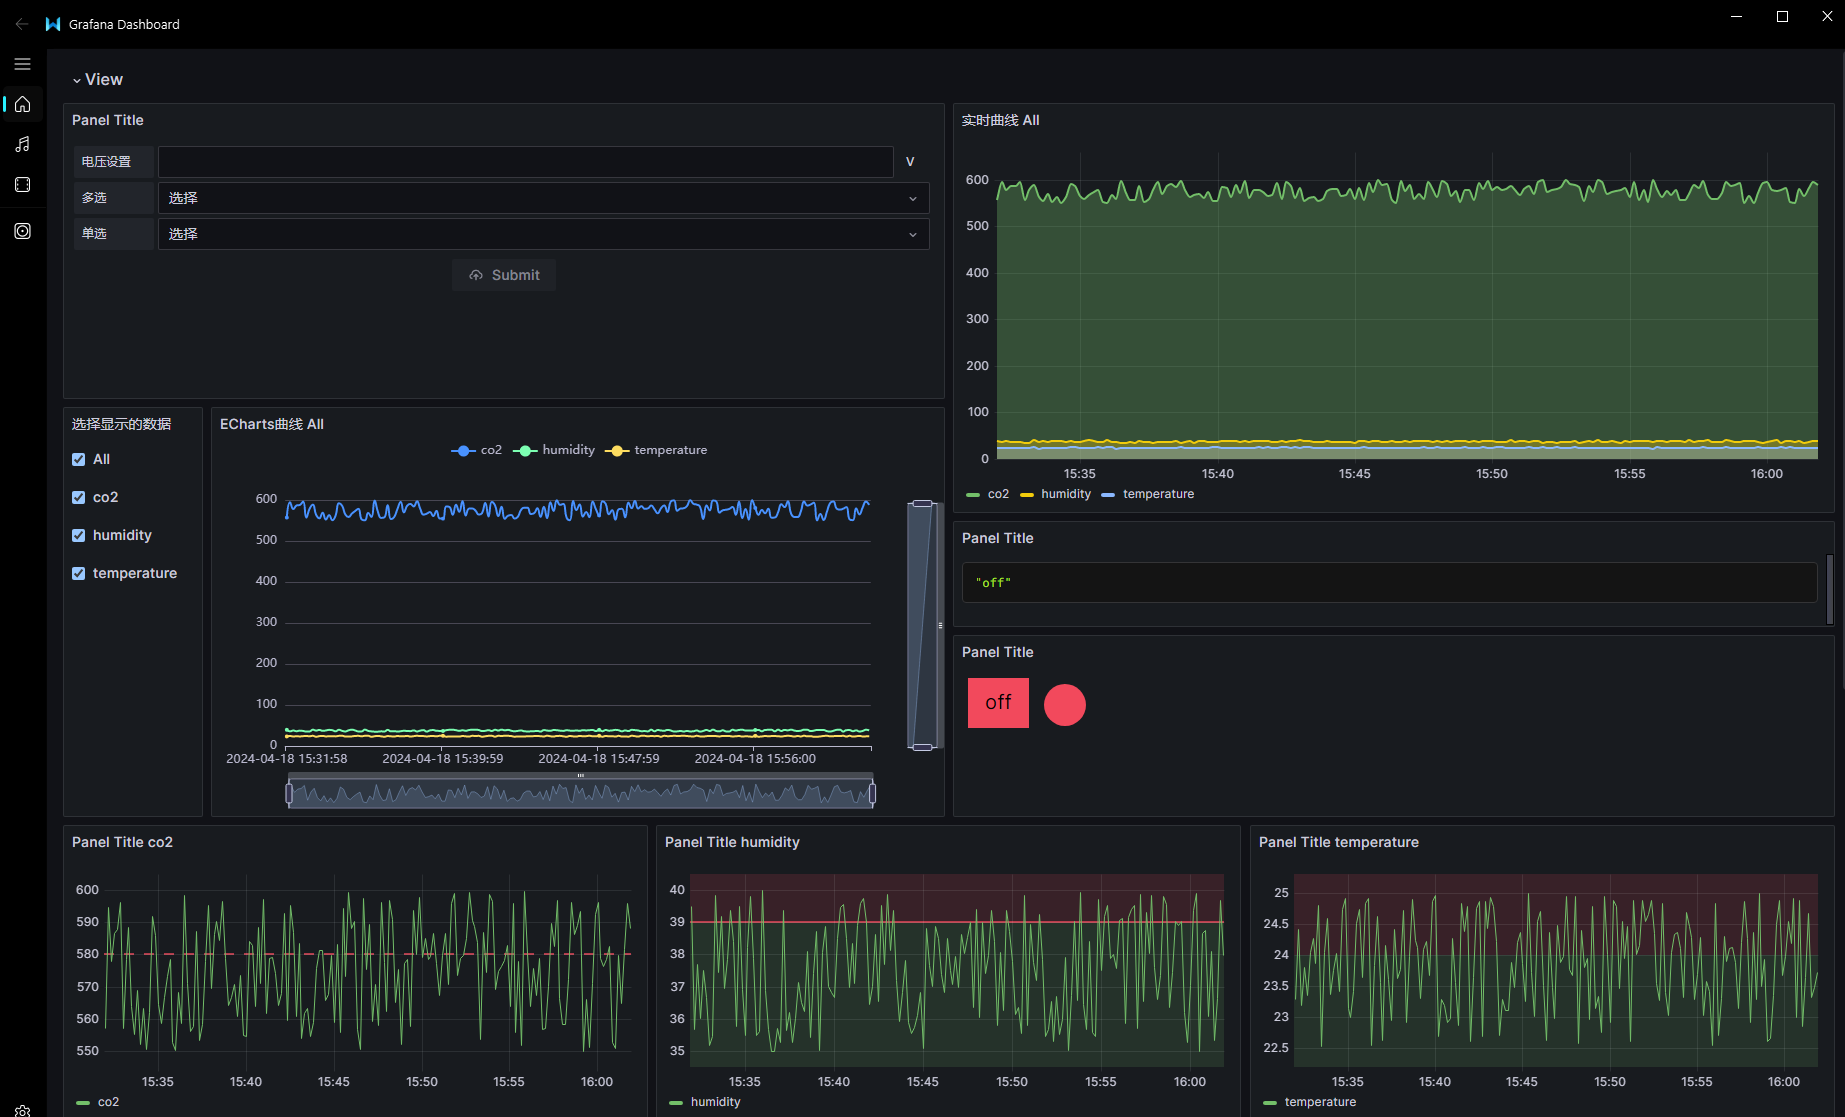 Grafana Dashboard
View
Panel Title
电压设置 V
多选 选择
单选 选择
Submit
实时曲线 All
600
500
400
300
200
100
0
15:35 15:40 15:45 15:50 15:55 16:00
co2 humidity temperature
选择显示的数据
All
co2
humidity
temperature
ECharts曲线 All
co2 humidity temperature
600
500
400
300
200
100
0
2024-04-18 15:31:58 2024-04-18 15:39:59 2024-04-18 15:47:59 2024-04-18 15:56:00
Panel Title
"off"
Panel Title
off
Panel Title co2
600
590
580
570
560
550
15:35 15:40 15:45 15:50 15:55 16:00
co2
Panel Title humidity
40
39
38
37
36
35
15:35 15:40 15:45 15:50 15:55 16:00
humidity
Panel Title temperature
25
24.5
24
23.5
23
22.5
15:35 15:40 15:45 15:50 15:55 16:00
temperature